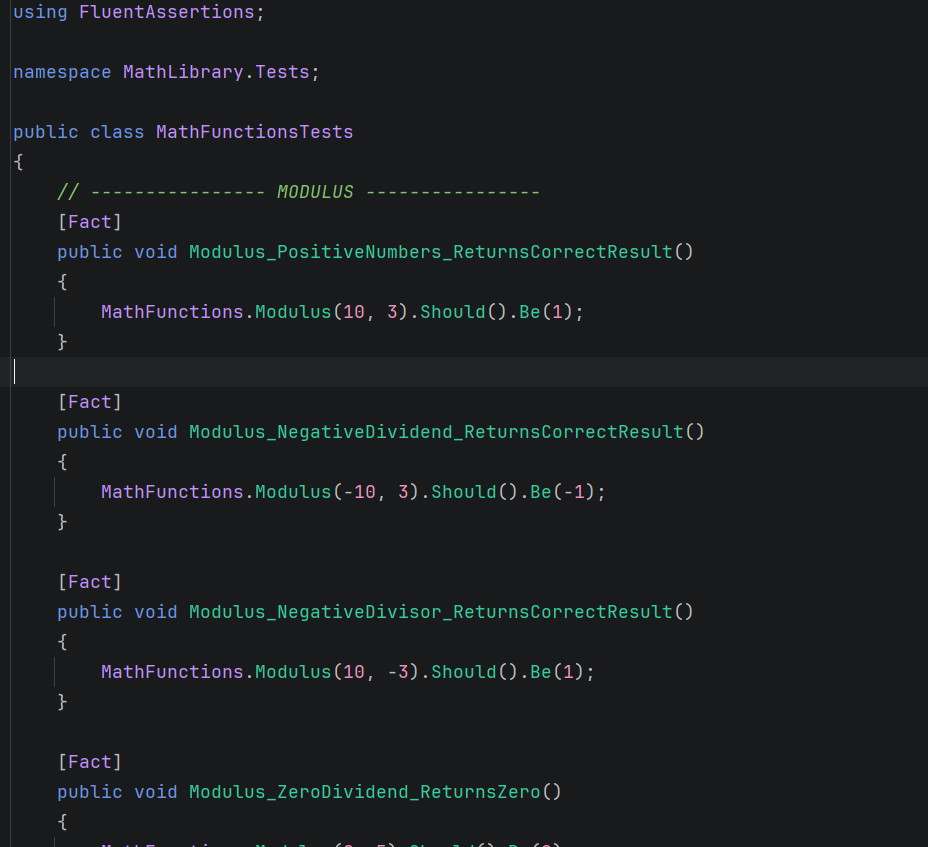 using FluentAssertions;
namespace MathLibrary.Tests;
public class MathFunctionsTests
{
// ---------------- MODULUS ----------------
[Fact]
public void Modulus_PositiveNumbers_ReturnsCorrectResult()
{
MathFunctions.Modulus(10, 3).Should().Be(1);
}
[Fact]
public void Modulus_NegativeDividend_ReturnsCorrectResult()
{
MathFunctions.Modulus(-10, 3).Should().Be(-1);
}
[Fact]
public void Modulus_NegativeDivisor_ReturnsCorrectResult()
{
MathFunctions.Modulus(10, -3).Should().Be(1);
}
[Fact]
public void Modulus_ZeroDividend_ReturnsZero()
{